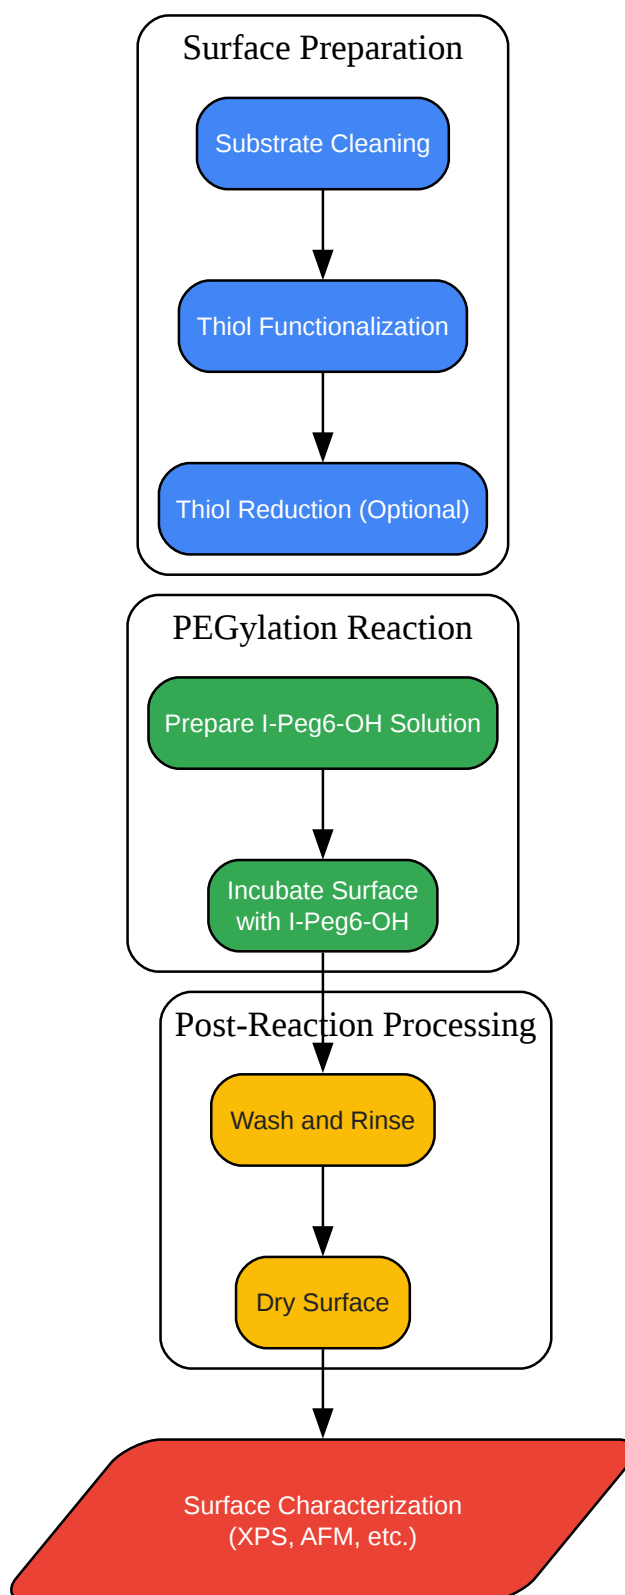 Surface Preparation
Substrate Cleaning
Thiol Functionalization
Thiol Reduction (Optional)
PEGylation Reaction
Prepare I-Peg6-OH Solution
Incubate Surface
with I-Peg6-OH
Post-Reaction Processing
Wash and Rinse
Dry Surface
Surface Characterization
(XPS, AFM, etc.)